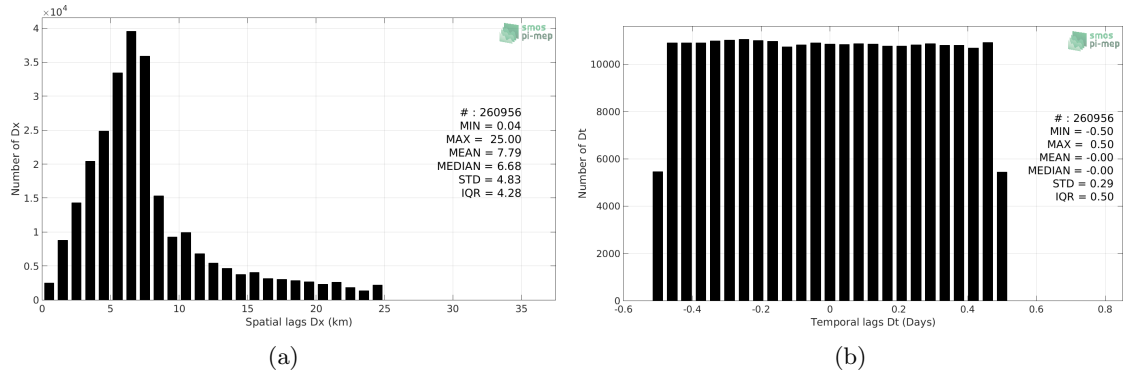 ×10⁴
4
3.5
3
2.5
2
1.5
1
0.5
0
Number of Dx
smos
pi-mep
# : 260956
MIN = 0.04
MAX = 25.00
MEAN = 7.79
MEDIAN = 6.68
STD = 4.83
IQR = 4.28
0 5 10 15 20 25 30 35
Spatial lags Dx (km)
(a)
10000
8000
6000
4000
2000
0
Number of Dt
smos
pi-mep
# : 260956
MIN = -0.50
MAX = 0.50
MEAN = -0.00
MEDIAN = -0.00
STD = 0.29
IQR = 0.50
-0.6 -0.4 -0.2 0 0.2 0.4 0.6 0.8
Temporal lags Dt (Days)
(b)